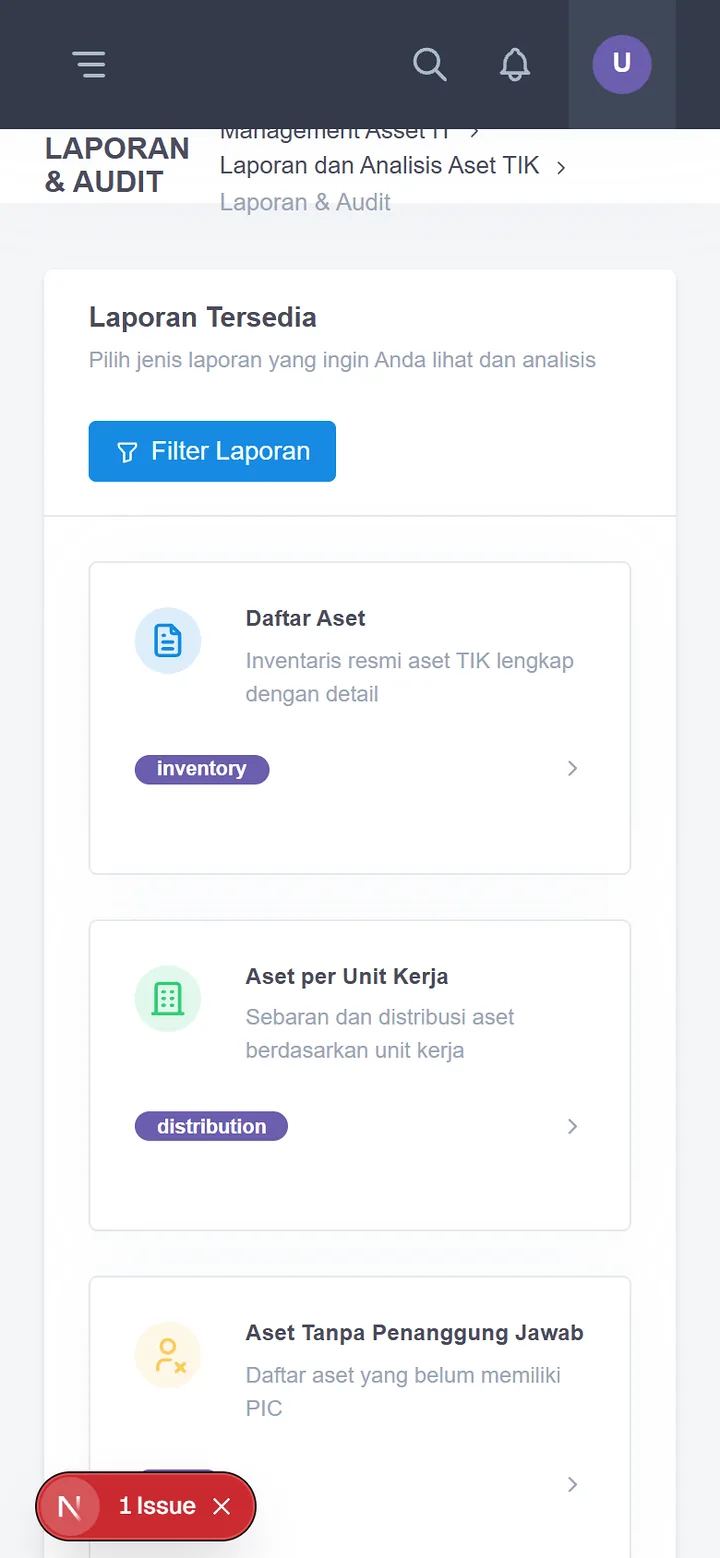 U
LAPORAN
& AUDIT
Management Asset IT
Laporan dan Analisis Aset TIK
Laporan & Audit
Laporan Tersedia
Pilih jenis laporan yang ingin Anda lihat dan analisis
Filter Laporan
Daftar Aset
Inventaris resmi aset TIK lengkap
dengan detail
inventory
Aset per Unit Kerja
Sebaran dan distribusi aset
berdasarkan unit kerja
distribution
Aset Tanpa Penanggung Jawab
Daftar aset yang belum memiliki
PIC
N
1 Issue